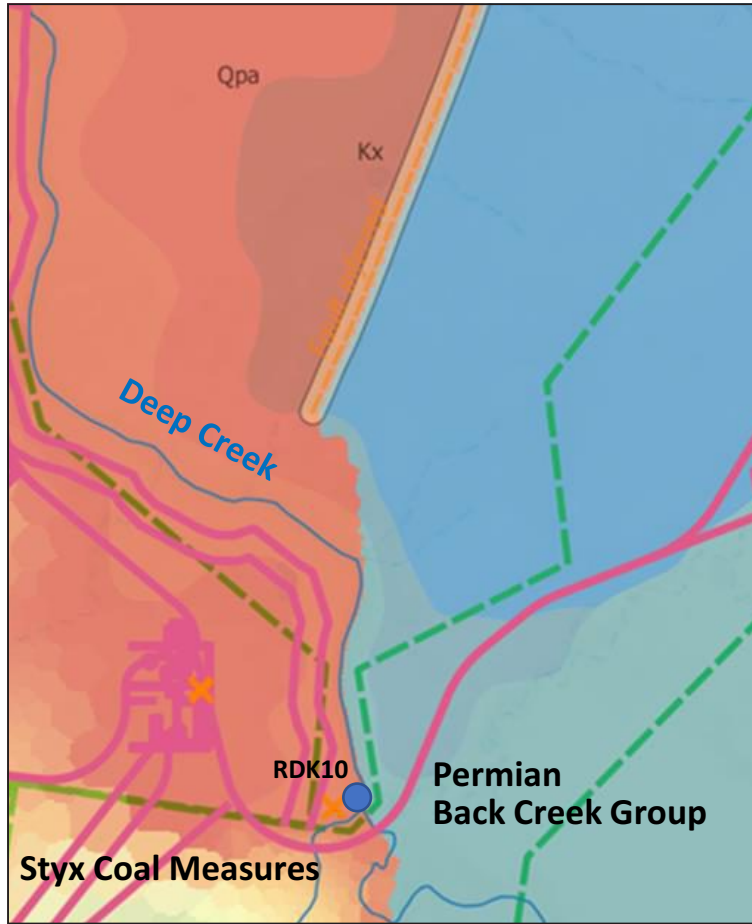 Qpa
Kx
Deep Creek
RDK10
Permian
Back Creek Group
Styx Coal Measures